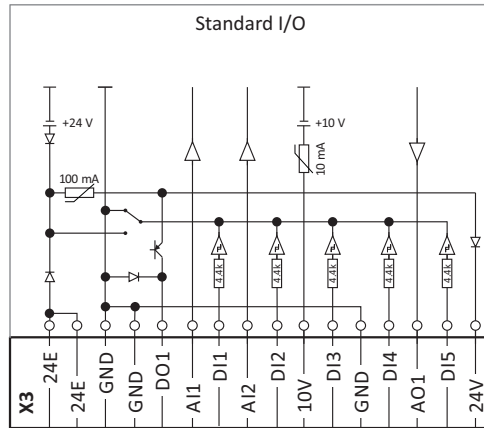 Standard I/O
+24 V
+10 V
100 mA
10 mA
4.4k
4.4k
4.4k
4.4k
4.4k
X3
24E
24E
GND
GND
DO1
AI1
AI2
DI1
DI2
10V
DI3
GND
DI4
AO1
DI5
24V